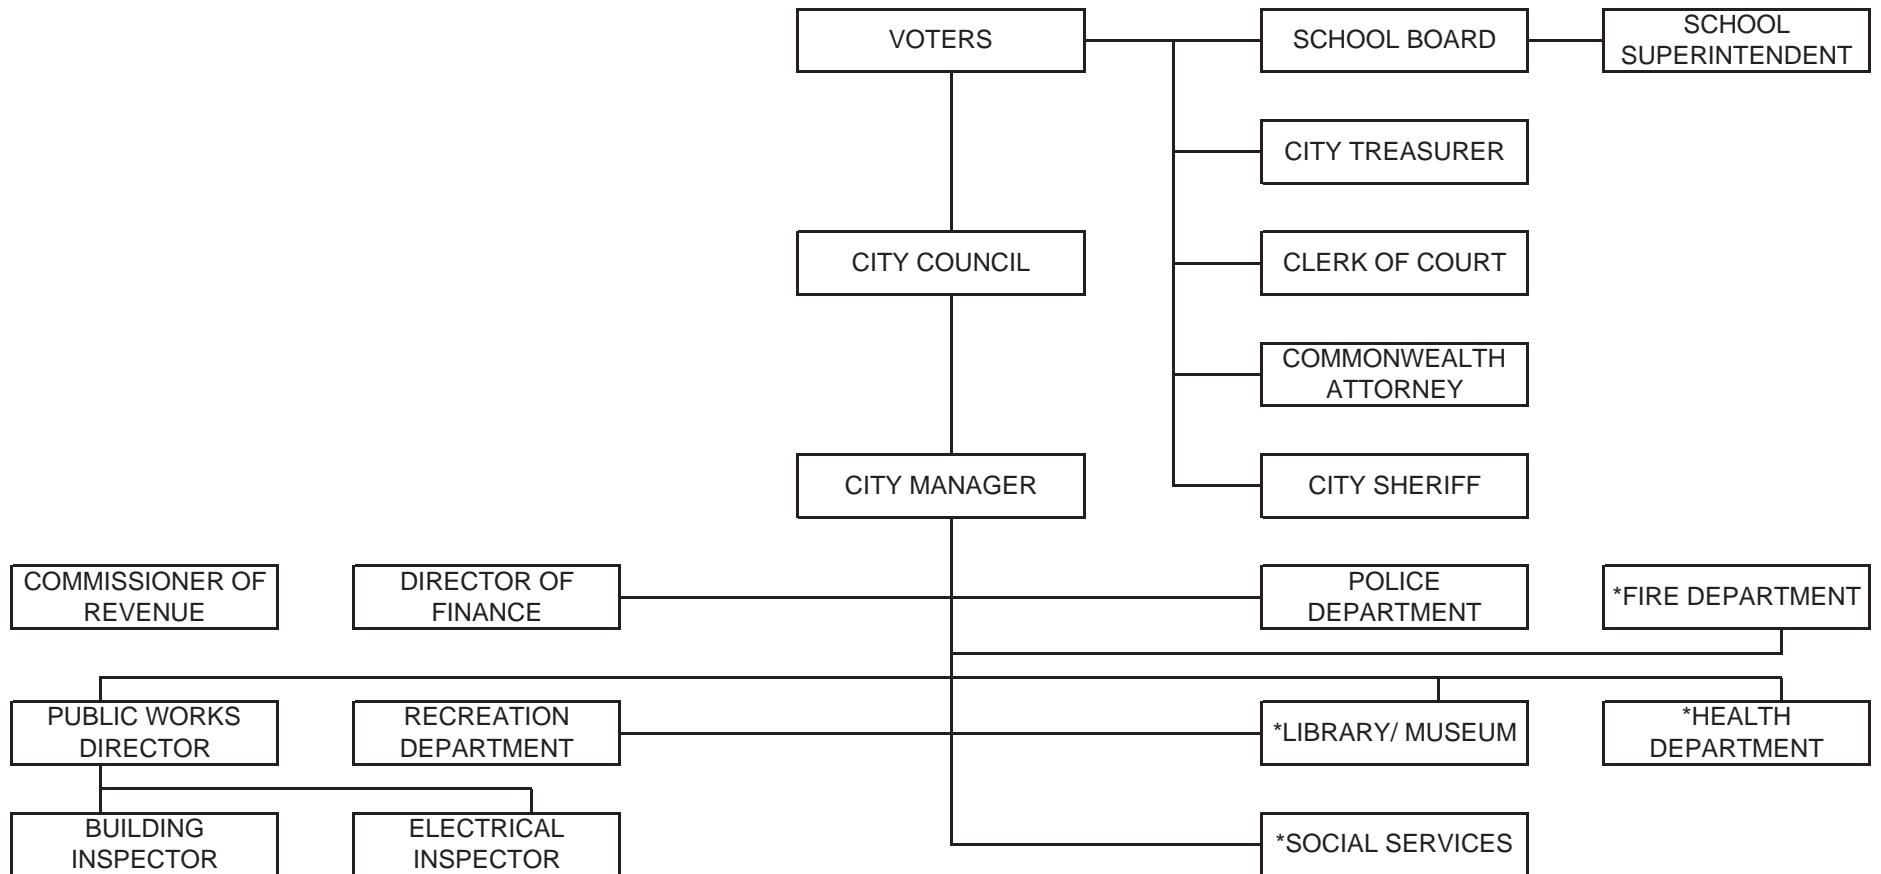 VOTERS
SCHOOL BOARD
SCHOOL
SUPERINTENDENT
CITY TREASURER
CITY COUNCIL
CLERK OF COURT
COMMONWEALTH
ATTORNEY
CITY MANAGER
CITY SHERIFF
COMMISSIONER OF
REVENUE
DIRECTOR OF
FINANCE
POLICE
DEPARTMENT
*FIRE DEPARTMENT
PUBLIC WORKS
DIRECTOR
RECREATION
DEPARTMENT
*LIBRARY/ MUSEUM
*HEALTH
DEPARTMENT
BUILDING
INSPECTOR
ELECTRICAL
INSPECTOR
*SOCIAL SERVICES